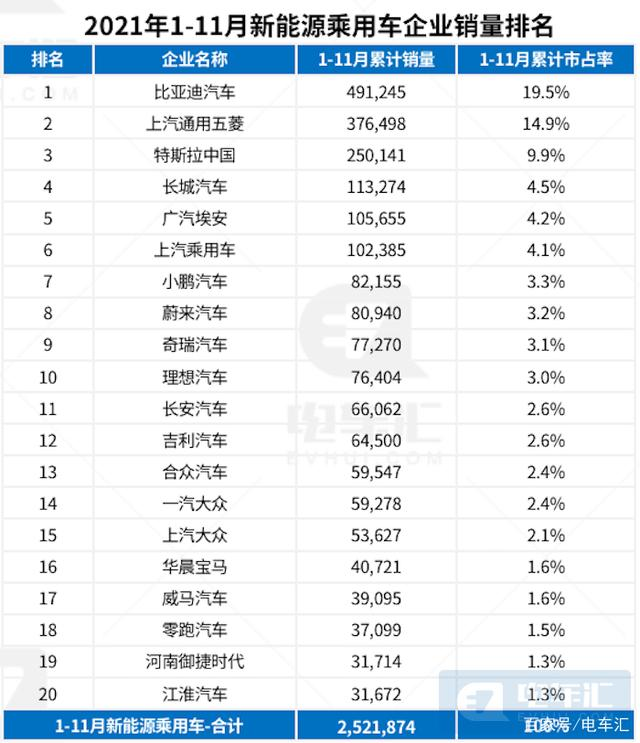 2021年1-11月新能源乘用车企业销量排名
排名 企业名称 1-11月累计销量 1-11月累计市占率
1 比亚迪汽车 491,245 19.5%
2 上汽通用五菱 376,498 14.9%
3 特斯拉中国 250,141 9.9%
4 长城汽车 113,274 4.5%
5 广汽埃安 105,655 4.2%
6 上汽乘用车 102,385 4.1%
7 小鹏汽车 82,155 3.3%
8 蔚来汽车 80,940 3.2%
9 奇瑞汽车 77,270 3.1%
10 理想汽车 76,404 3.0%
11 长安汽车 66,062 2.6%
电车汇
12 吉利汽车 64,500 2.6%
EVHUI.COM
13 合众汽车 59,547 2.4%
14 一汽大众 59,278 2.4%
15 上汽大众 53,627 2.1%
16 华晨宝马 40,721 1.6%
17 威马汽车 39,095 1.6%
18 零跑汽车 37,099 1.5%
19 河南御捷时代 31,714 1.3%
20 江淮汽车 31,672 1.3%
电车汇
1-11月新能源乘用车-合计 2,521,874
/电车汇